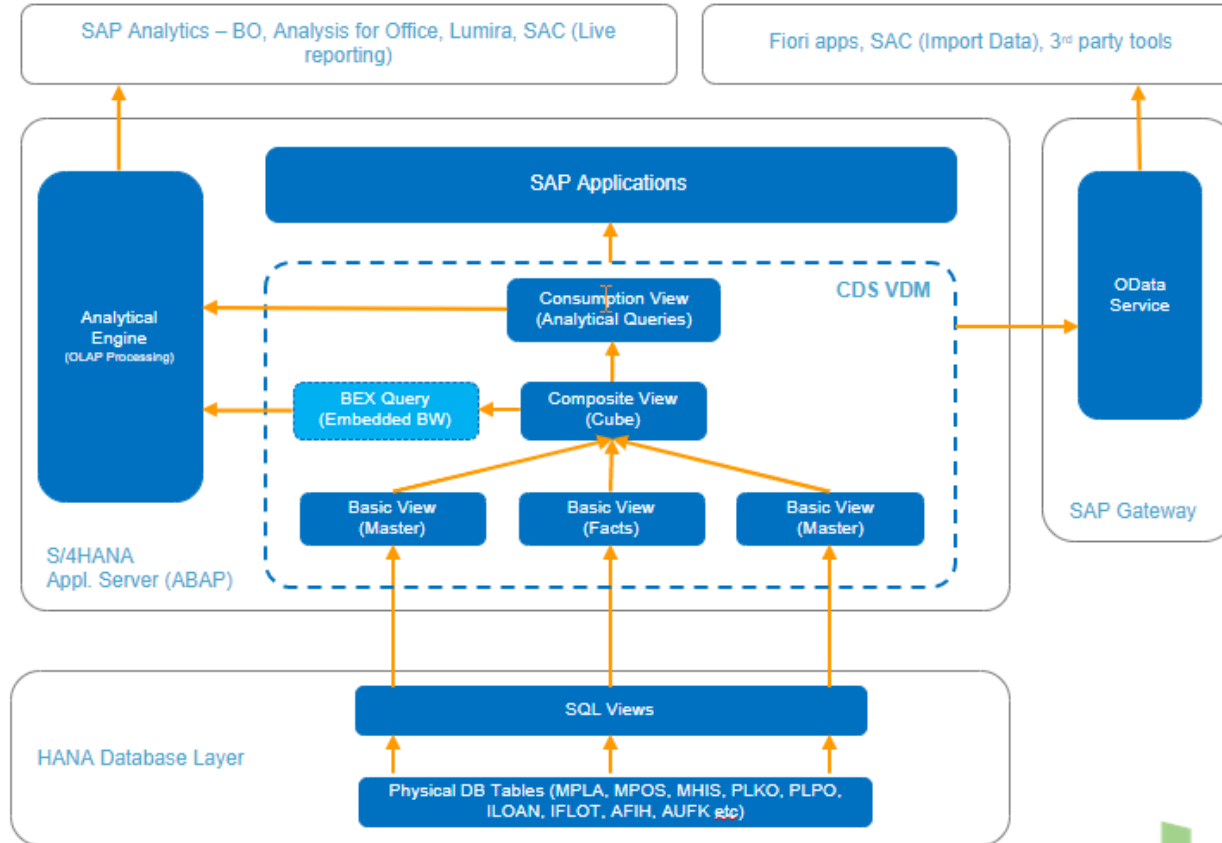 SAP Analytics – BO, Analysis for Office, Lumira, SAC (Live
reporting)
Fiori apps, SAC (Import Data), 3rd party tools
SAP Applications
CDS VDM
Consumption View
(Analytical Queries)
Analytical
Engine
(OLAP Processing)
OData
Service
BEX Query
(Embedded BW)
Composite View
(Cube)
Basic View
(Master)
Basic View
(Facts)
Basic View
(Master)
SAP Gateway
S/4HANA
Appl. Server (ABAP)
SQL Views
HANA Database Layer
Physical DB Tables (MPLA, MPOS, MHIS, PLKO, PLPO,
ILOAN, IFLOT, AFIH, AUFK etc)